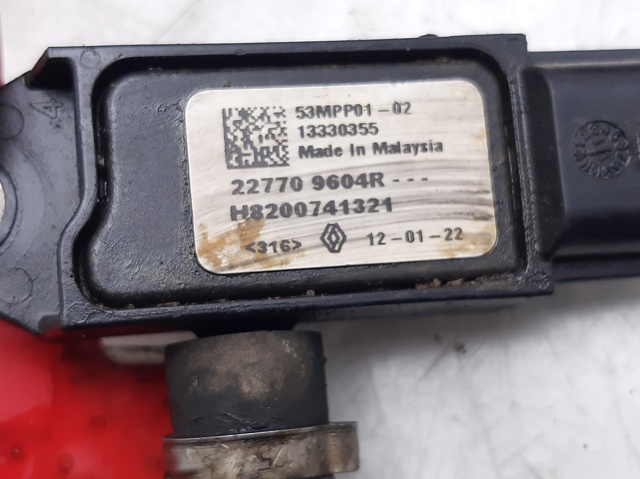 53MPP01-02
13330355
Made In Malaysia
22770 9604R---
H8200741321
<316> 12-01-22